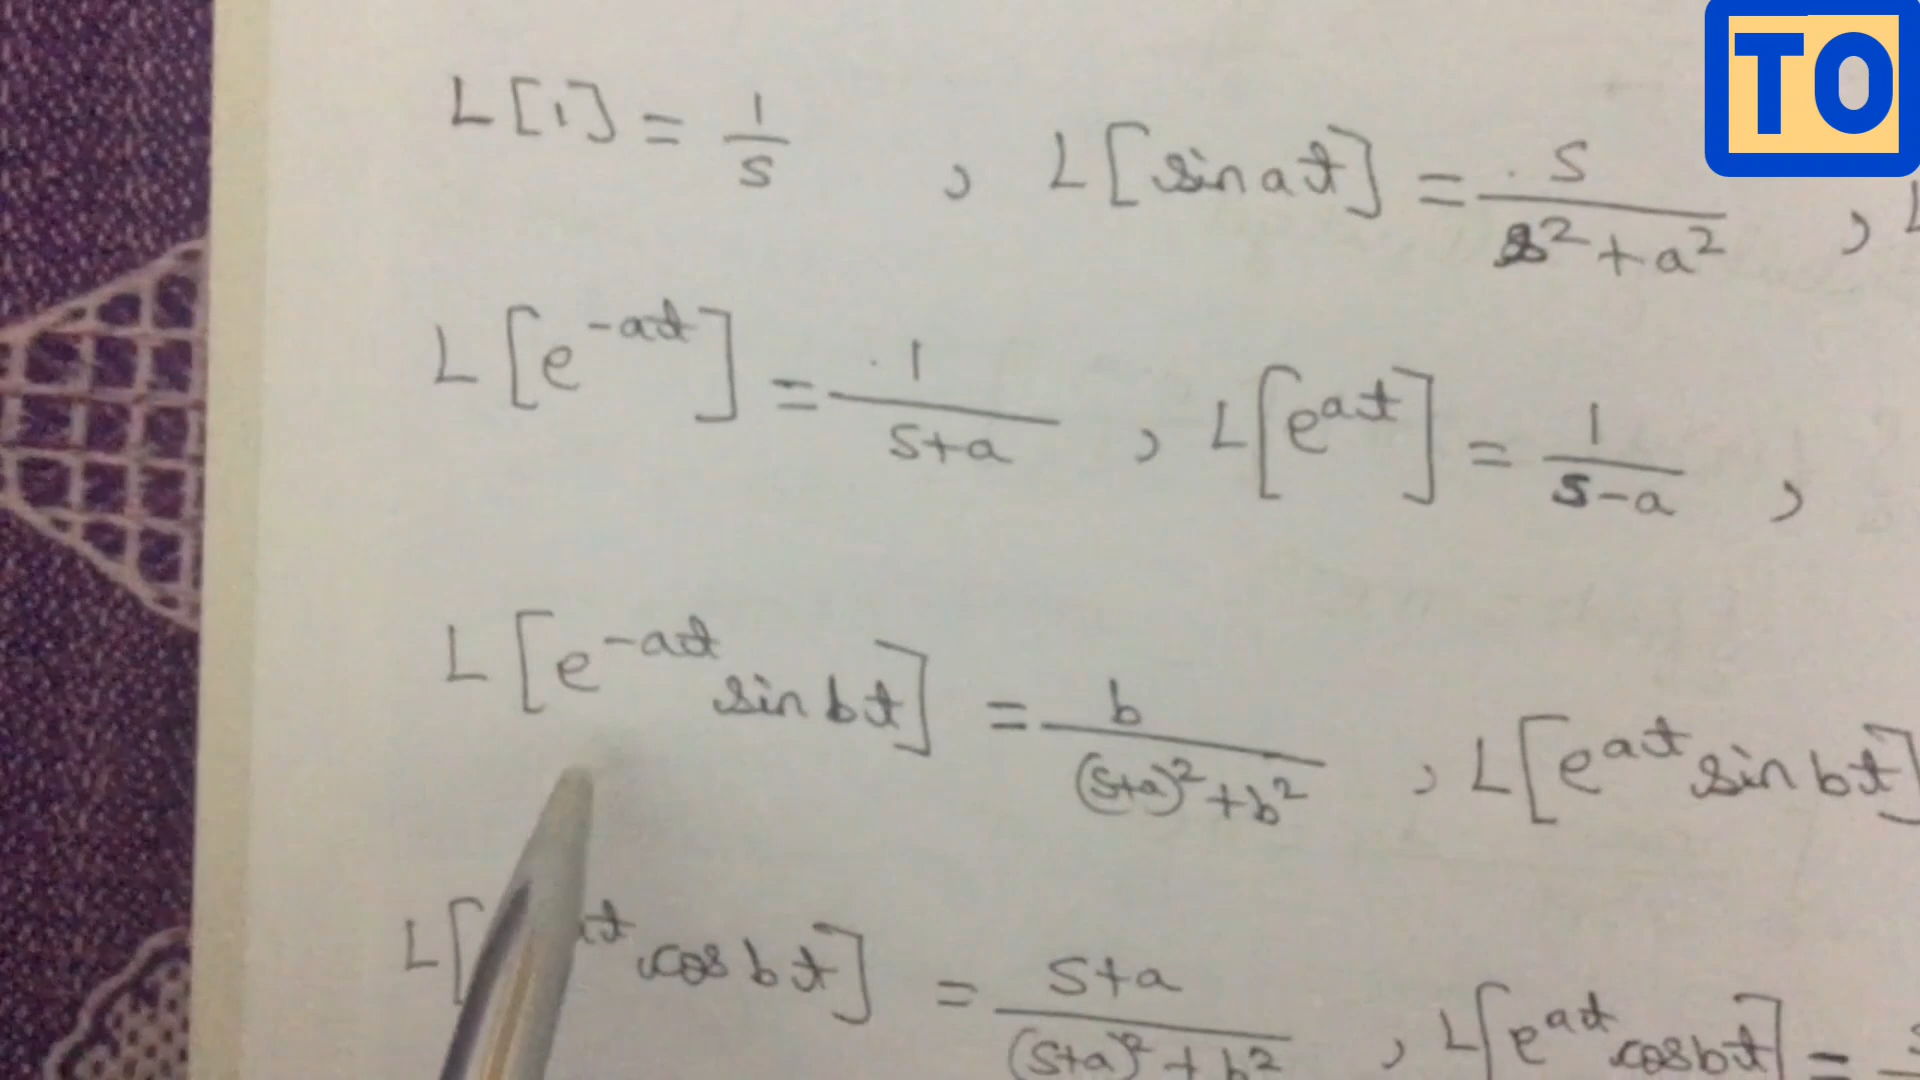 TO
L[1] = 1/s , L[sin at] = s/(s²+a²) , L
L[e^-at] = 1/(s+a) , L[e^at] = 1/(s-a) ,
L[e^-at sin bt] = b/((s+a)²+b²) , L[e^at sin bt]
L[ t cos bt] = (s+a)/((s+a)²+b²) , L[e^at cos bt] =